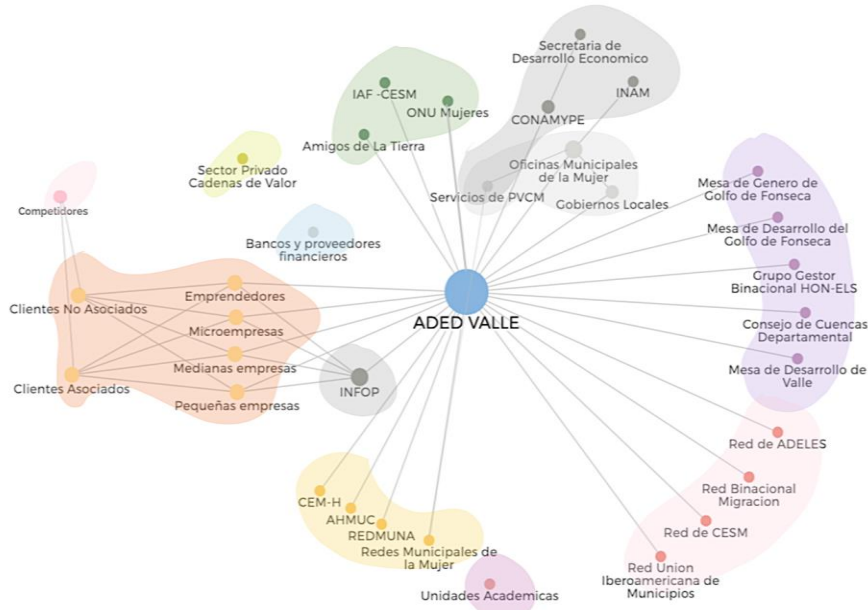 Secretaria de
Desarrollo Economico
IAF -CESM
INAM
ONU Mujeres
CONAMYPE
Amigos de La Tierra
Sector Privado
Cadenas de Valor
Oficinas Municipales
de la Mujer
Servicios de PVCM
Gobiernos Locales
Mesa de Genero de
Golfo de Fonseca
Competidores
Mesa de Desarrollo del
Golfo de Fonseca
Bancos y proveedores
financieros
Grupo Gestor
Binacional HON-ELS
Emprendedores
Clientes No Asociados
ADED VALLE
Microempresas
Consejo de Cuencas
Departamental
Medianas empresas
Mesa de Desarrollo de
Valle
Clientes Asociados
INFOP
Pequeñas empresas
Red de ADELES
Red Binacional
Migracion
CEM-H
AHMUC
REDMUNA
Redes Municipales de
la Mujer
Red de CESM
Red Union
Iberoamericana de
Municipios
Unidades Academicas